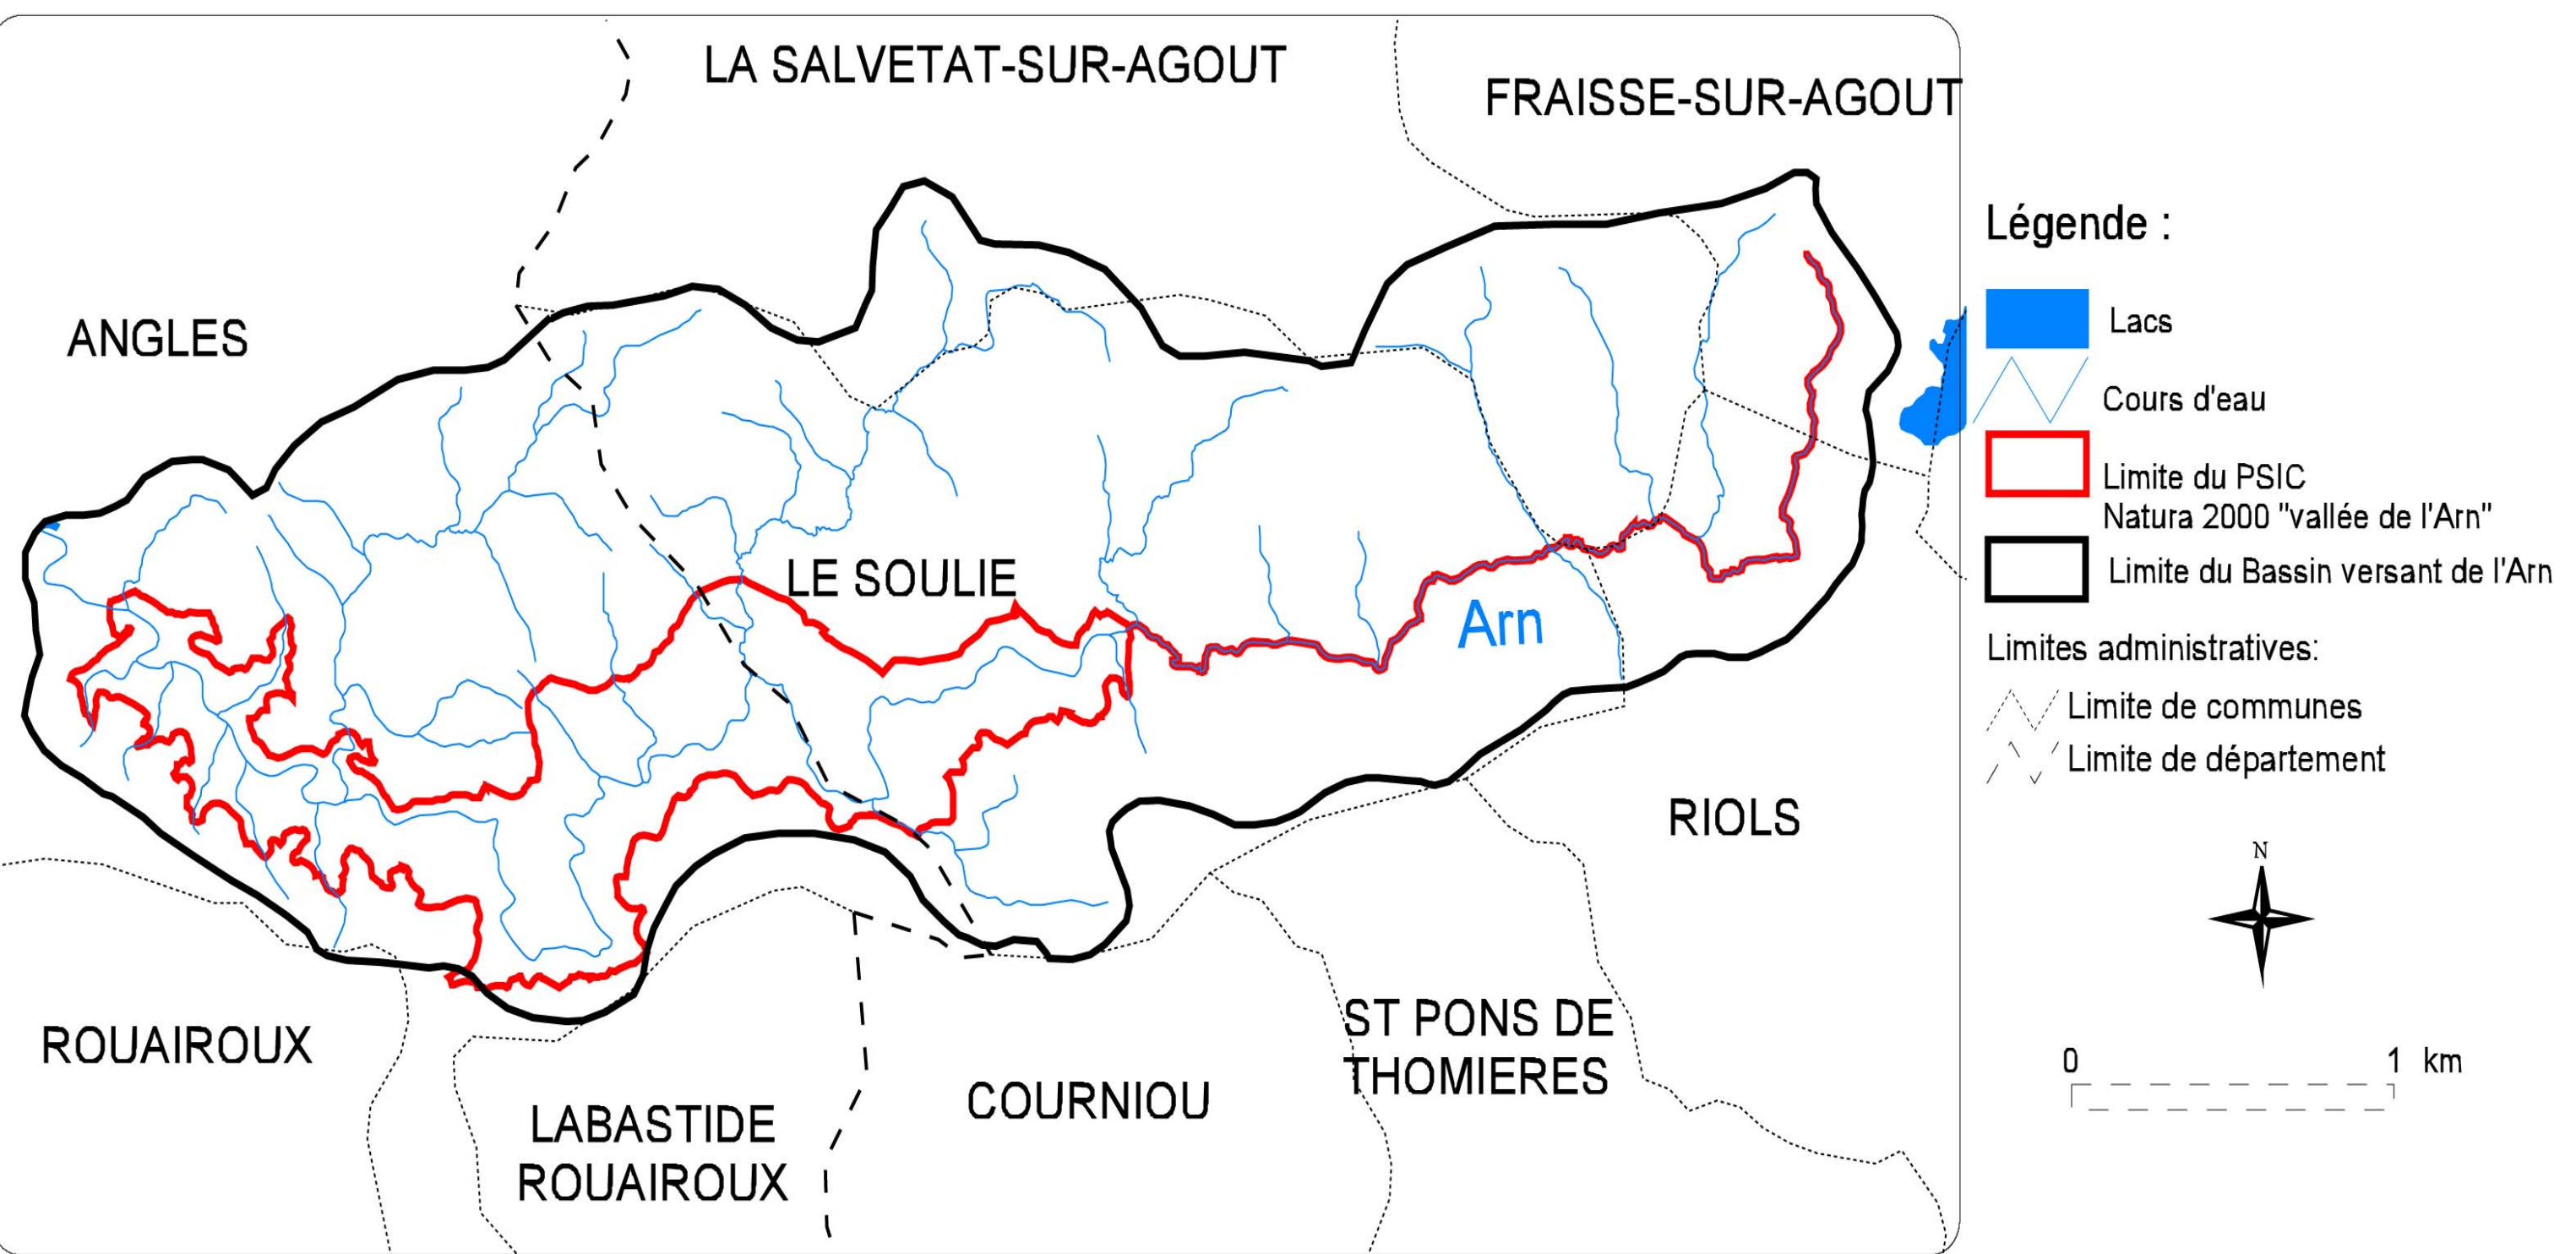 LA SALVETAT-SUR-AGOUT
FRAISSE-SUR-AGOUT
ANGLES
LE SOULIE
Arn
RIOLS
ROUAIROUX
ST PONS DE
THOMIERES
COURNIOU
LABASTIDE
ROUAIROUX
Légende :
Lacs
Cours d'eau
Limite du PSIC
Natura 2000 "vallée de l'Arn"
Limite du Bassin versant de l'Arn
Limites administratives:
Limite de communes
Limite de département
N
0 1 km